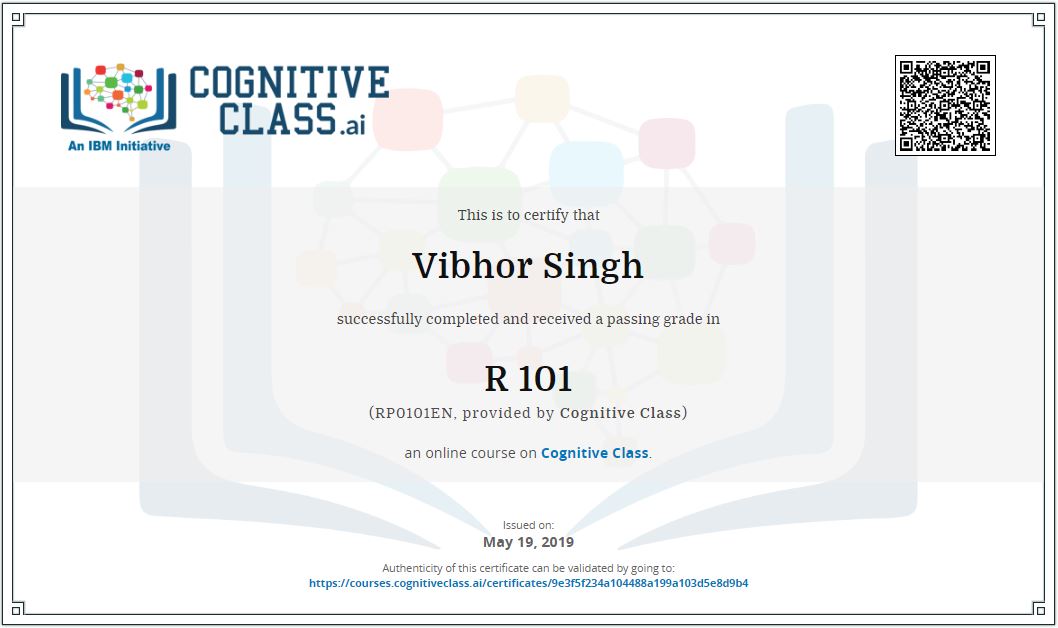 COGNITIVE
CLASS.ai
An IBM Initiative
This is to certify that
Vibhor Singh
successfully completed and received a passing grade in
R 101
(RP0101EN, provided by Cognitive Class)
an online course on Cognitive Class.
Issued on:
May 19, 2019
Authenticity of this certificate can be validated by going to:
https://courses.cognitiveclass.ai/certificates/9e3f5f234a104488a199a103d5e8d9b4